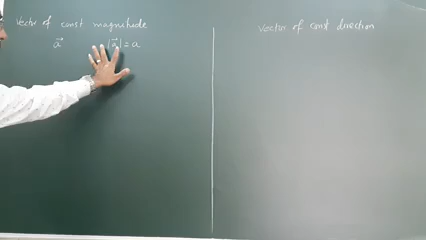 Vector of const magnitude
a⃗ |a⃗| = a
Vector of const direction